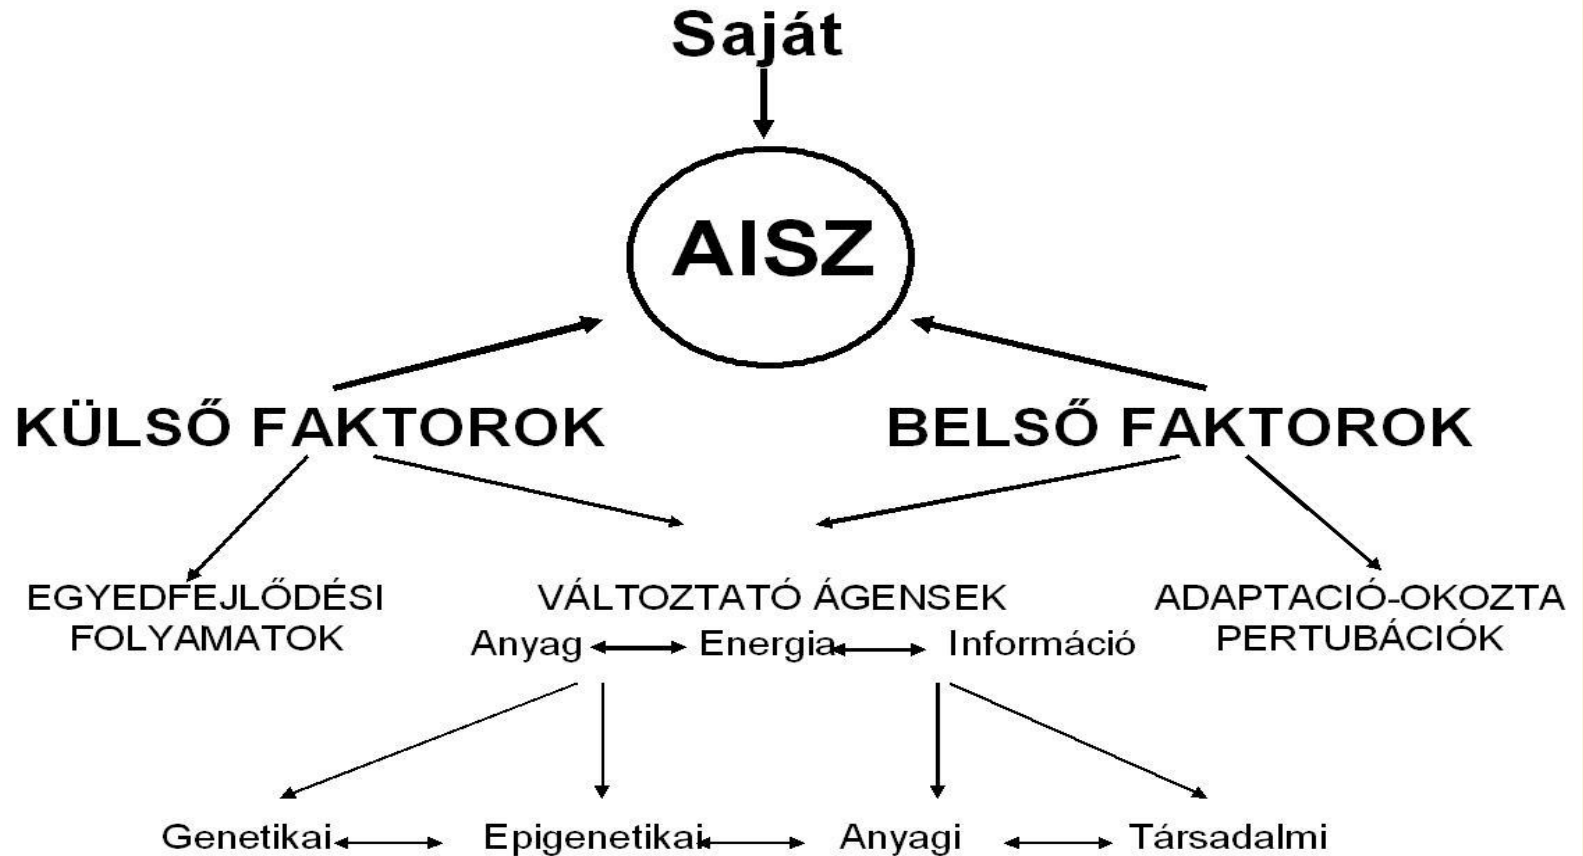 Saját
AISZ
KÜLSŐ FAKTOROK
BELSŐ FAKTOROK
EGYEDFEJLŐDÉSI
FOLYAMATOK
VÁLTOZTATÓ ÁGENSEK
Anyag Energia Információ
ADAPTACIÓ-OKOZTA
PERTUBÁCIÓK
Genetikai Epigenetikai Anyagi Társadalmi